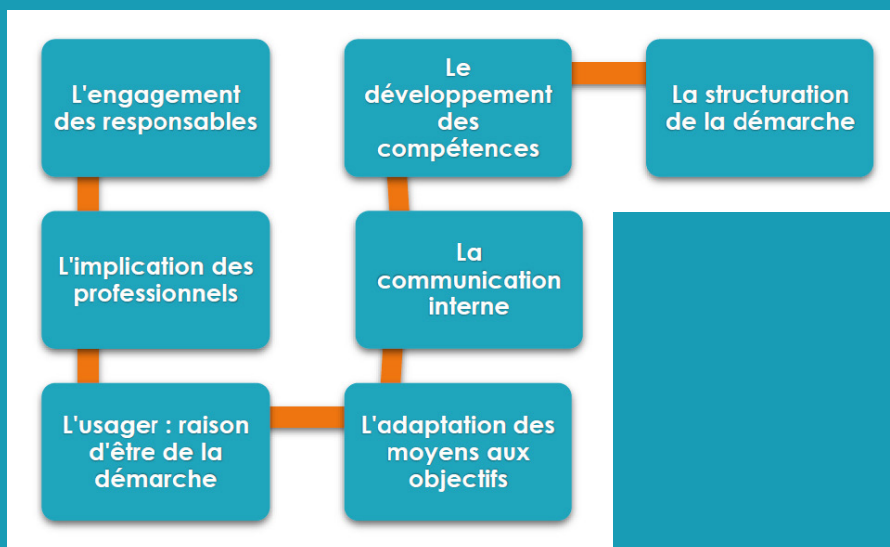 L'engagement
des responsables
L'implication des
professionnels
L'usager : raison
d'être de la
démarche
L'adaptation des
moyens aux
objectifs
La
communication
interne
Le
développement
des
compétences
La structuration
de la démarche